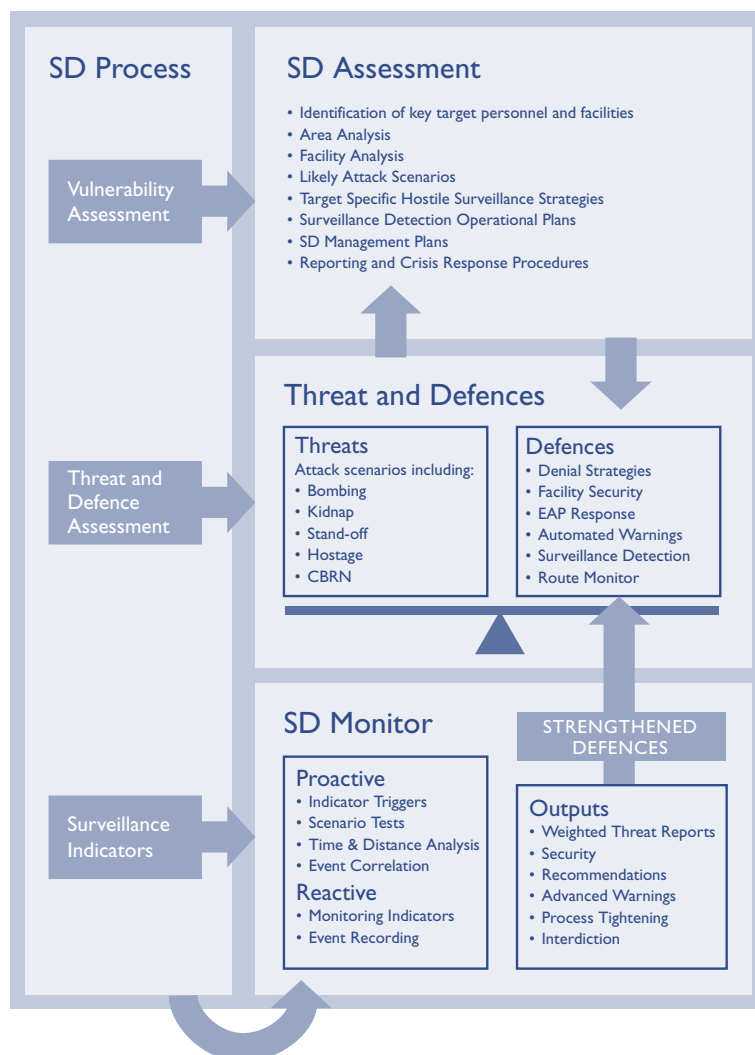 SD Process
Vulnerability
Assessment
Threat and
Defence
Assessment
Surveillance
Indicators
SD Assessment
• Identification of key target personnel and facilities
• Area Analysis
• Facility Analysis
• Likely Attack Scenarios
• Target Specific Hostile Surveillance Strategies
• Surveillance Detection Operational Plans
• SD Management Plans
• Reporting and Crisis Response Procedures
Threat and Defences
Threats
Attack scenarios including:
• Bombing
• Kidnap
• Stand-off
• Hostage
• CBRN
Defences
• Denial Strategies
• Facility Security
• EAP Response
• Automated Warnings
• Surveillance Detection
• Route Monitor
SD Monitor
Proactive
• Indicator Triggers
• Scenario Tests
• Time & Distance Analysis
• Event Correlation
Reactive
• Monitoring Indicators
• Event Recording
STRENGTHENED
DEFENCES
Outputs
• Weighted Threat Reports
• Security
• Recommendations
• Advanced Warnings
• Process Tightening
• Interdiction